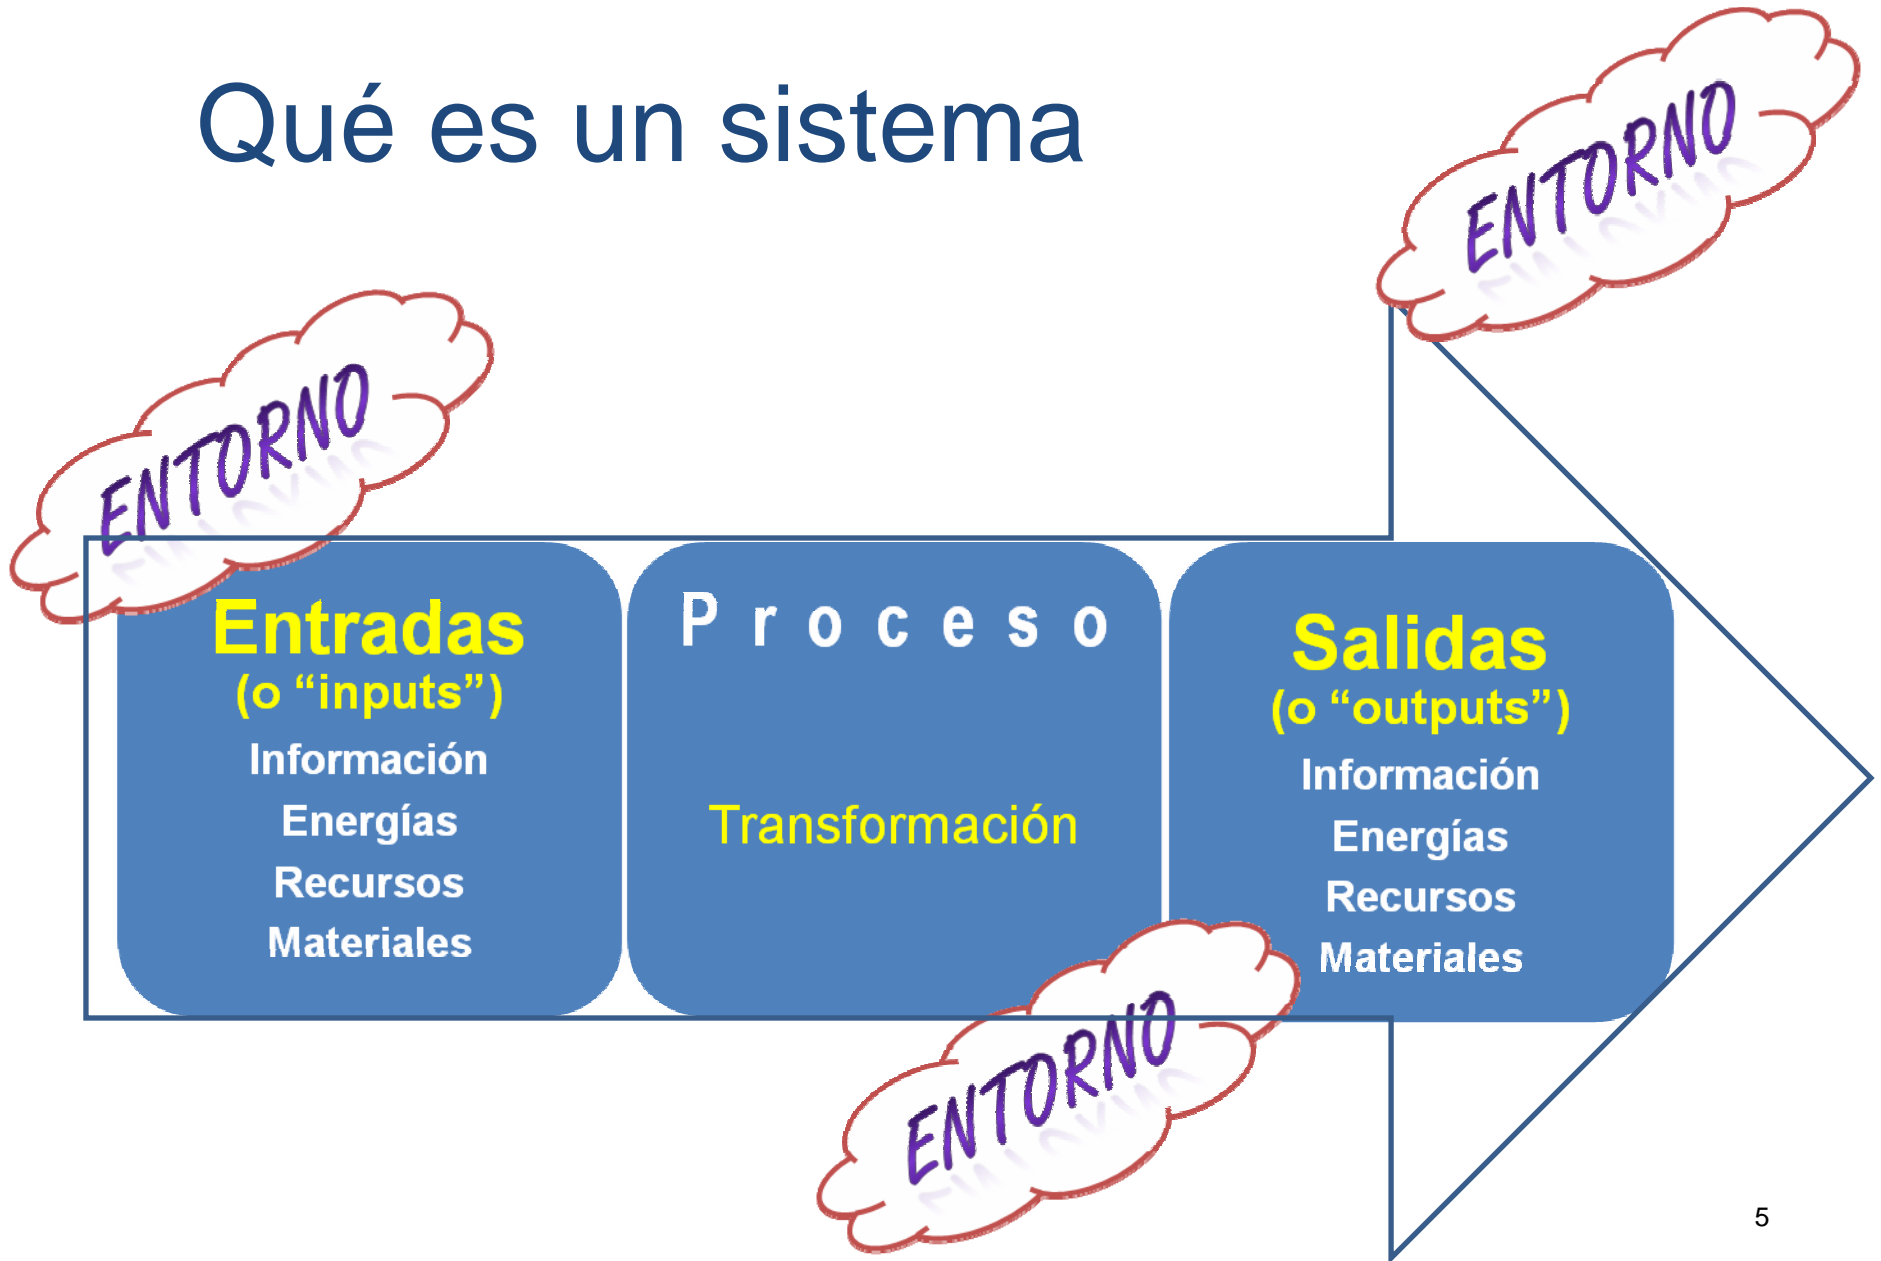 Qué es un sistema
ENTORNO
ENTORNO
Entradas
(o “inputs”)
Información
Energías
Recursos
Materiales
Proceso
Transformación
Salidas
(o “outputs”)
Información
Energías
Recursos
Materiales
ENTORNO
5